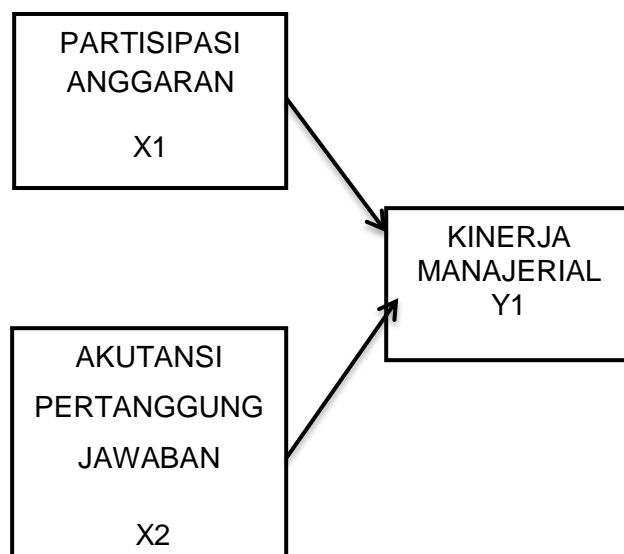 PARTISIPASI
ANGGARAN
X1
KINERJA
MANAJERIAL
Y1
AKUTANSI
PERTANGGUNG
JAWABAN
X2